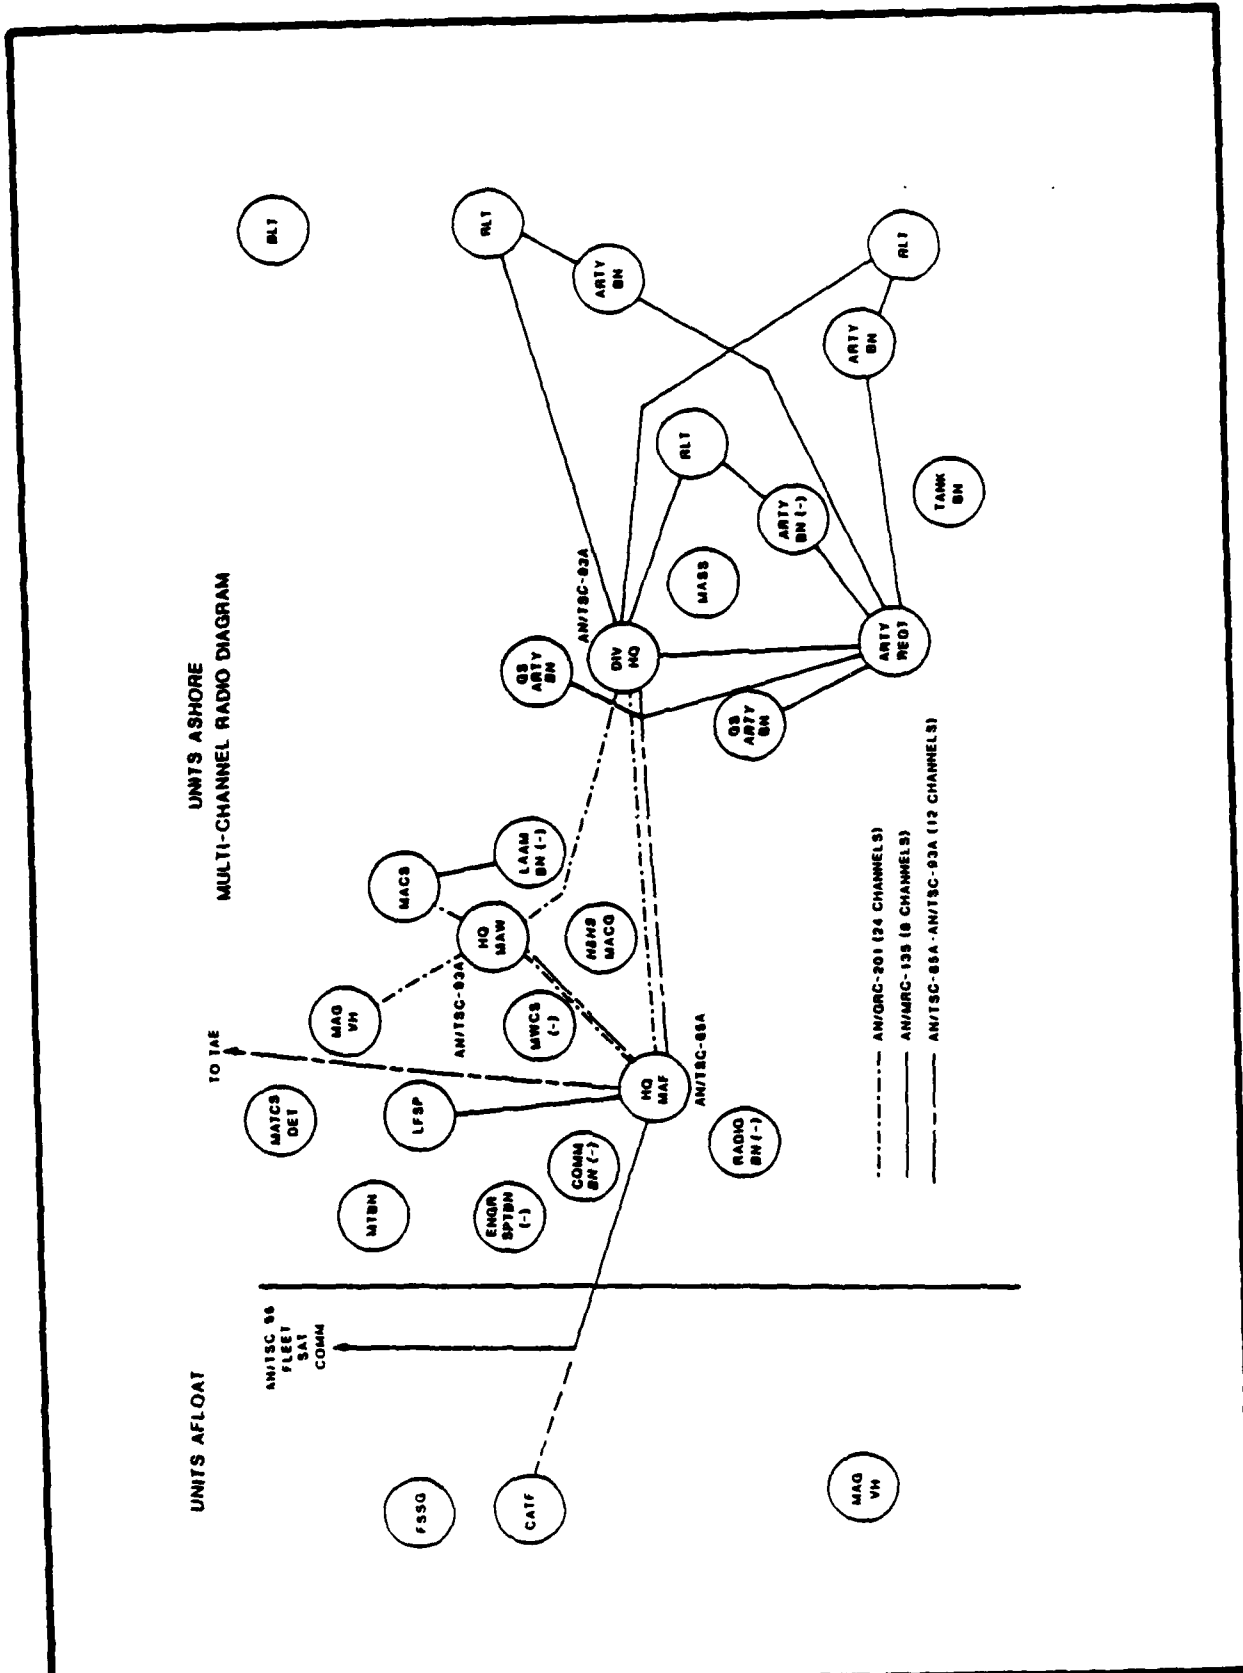 UNITS AFLOAT
UNITS ASHORE
MULTI-CHANNEL RADIO DIAGRAM
AN/TSC 96
FLEET
SAT
COMM
TO TAE
MATCS
DET
MAG
VH
BLT
MTBN
LFSP
MACS
RLT
FSSG
ENGR
SPTBN
(-)
AN/TSC-93A
HQ
MAW
LAAM
BN (-)
GS
ARTY
BN
AN/TSC-93A
ARTY
BN
CATF
COMM
BN (-)
MWCS
(-)
H&HS
MACG
DIV
HQ
HQ
MAF
AN/TSC-85A
RLT
MASS
RADIO
BN (-)
GS
ARTY
BN
ARTY
BN (-)
ARTY
BN
RLT
MAG
VH
ARTY
REGT
TANK
BN
AN/GRC-201 (24 CHANNELS)
AN/MRC-135 (8 CHANNELS)
AN/TSC-85A-AN/TSC-93A (12 CHANNELS)